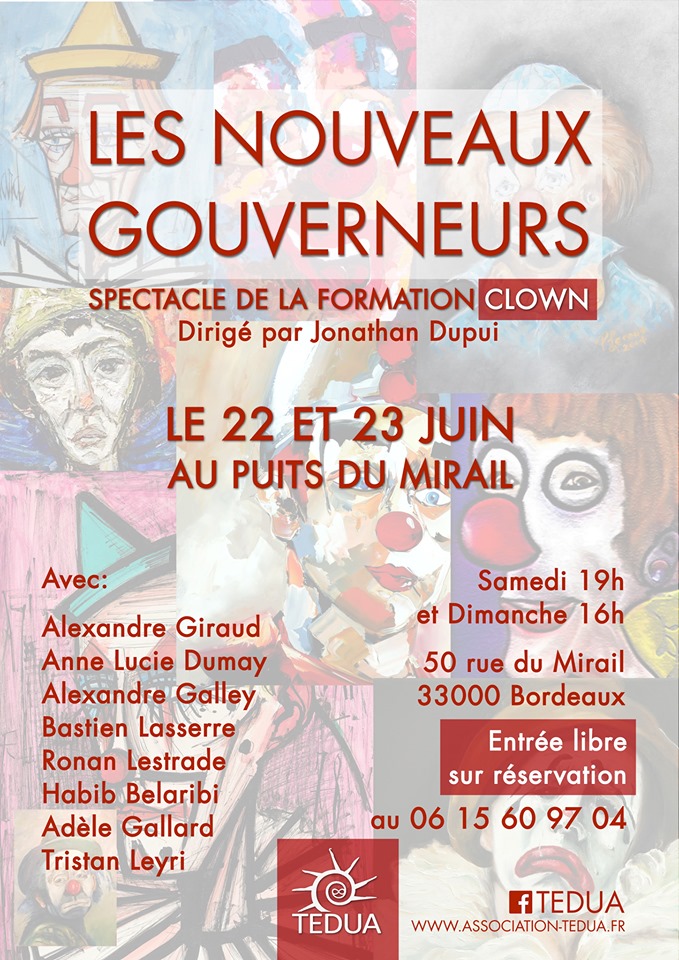 LES NOUVEAUX
GOUVERNEURS
SPECTACLE DE LA FORMATION CLOWN
Dirigé par Jonathan Dupui
LE 22 ET 23 JUIN
AU PUITS DU MIRAIL
Avec:
Alexandre Giraud
Anne Lucie Dumay
Alexandre Galley
Bastien Lasserre
Ronan Lestrade
Habib Belaribi
Adèle Gallard
Tristan Leyri
Samedi 19h
et Dimanche 16h
50 rue du Mirail
33000 Bordeaux
Entrée libre
sur réservation
au 06 15 60 97 04
TEDUA
f TEDUA
WWW.ASSOCIATION-TEDUA.FR